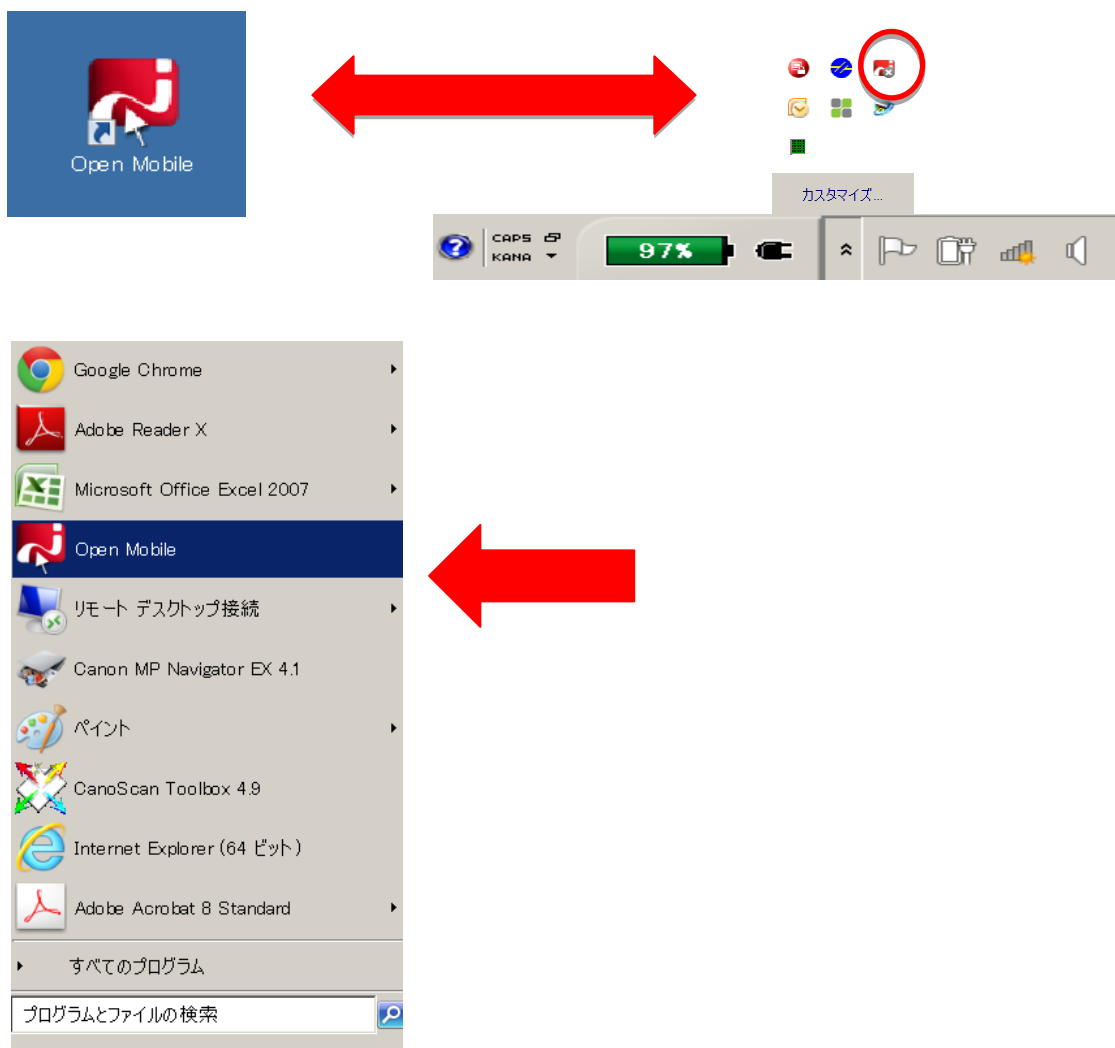 Open Mobile
カスタマイズ...
CAPS
KANA
97%
Google Chrome
Adobe Reader X
Microsoft Office Excel 2007
Open Mobile
リモート デスクトップ接続
Canon MP Navigator EX 4.1
ペイント
CanoScan Toolbox 4.9
Internet Explorer (64 ビット)
Adobe Acrobat 8 Standard
すべてのプログラム
プログラムとファイルの検索